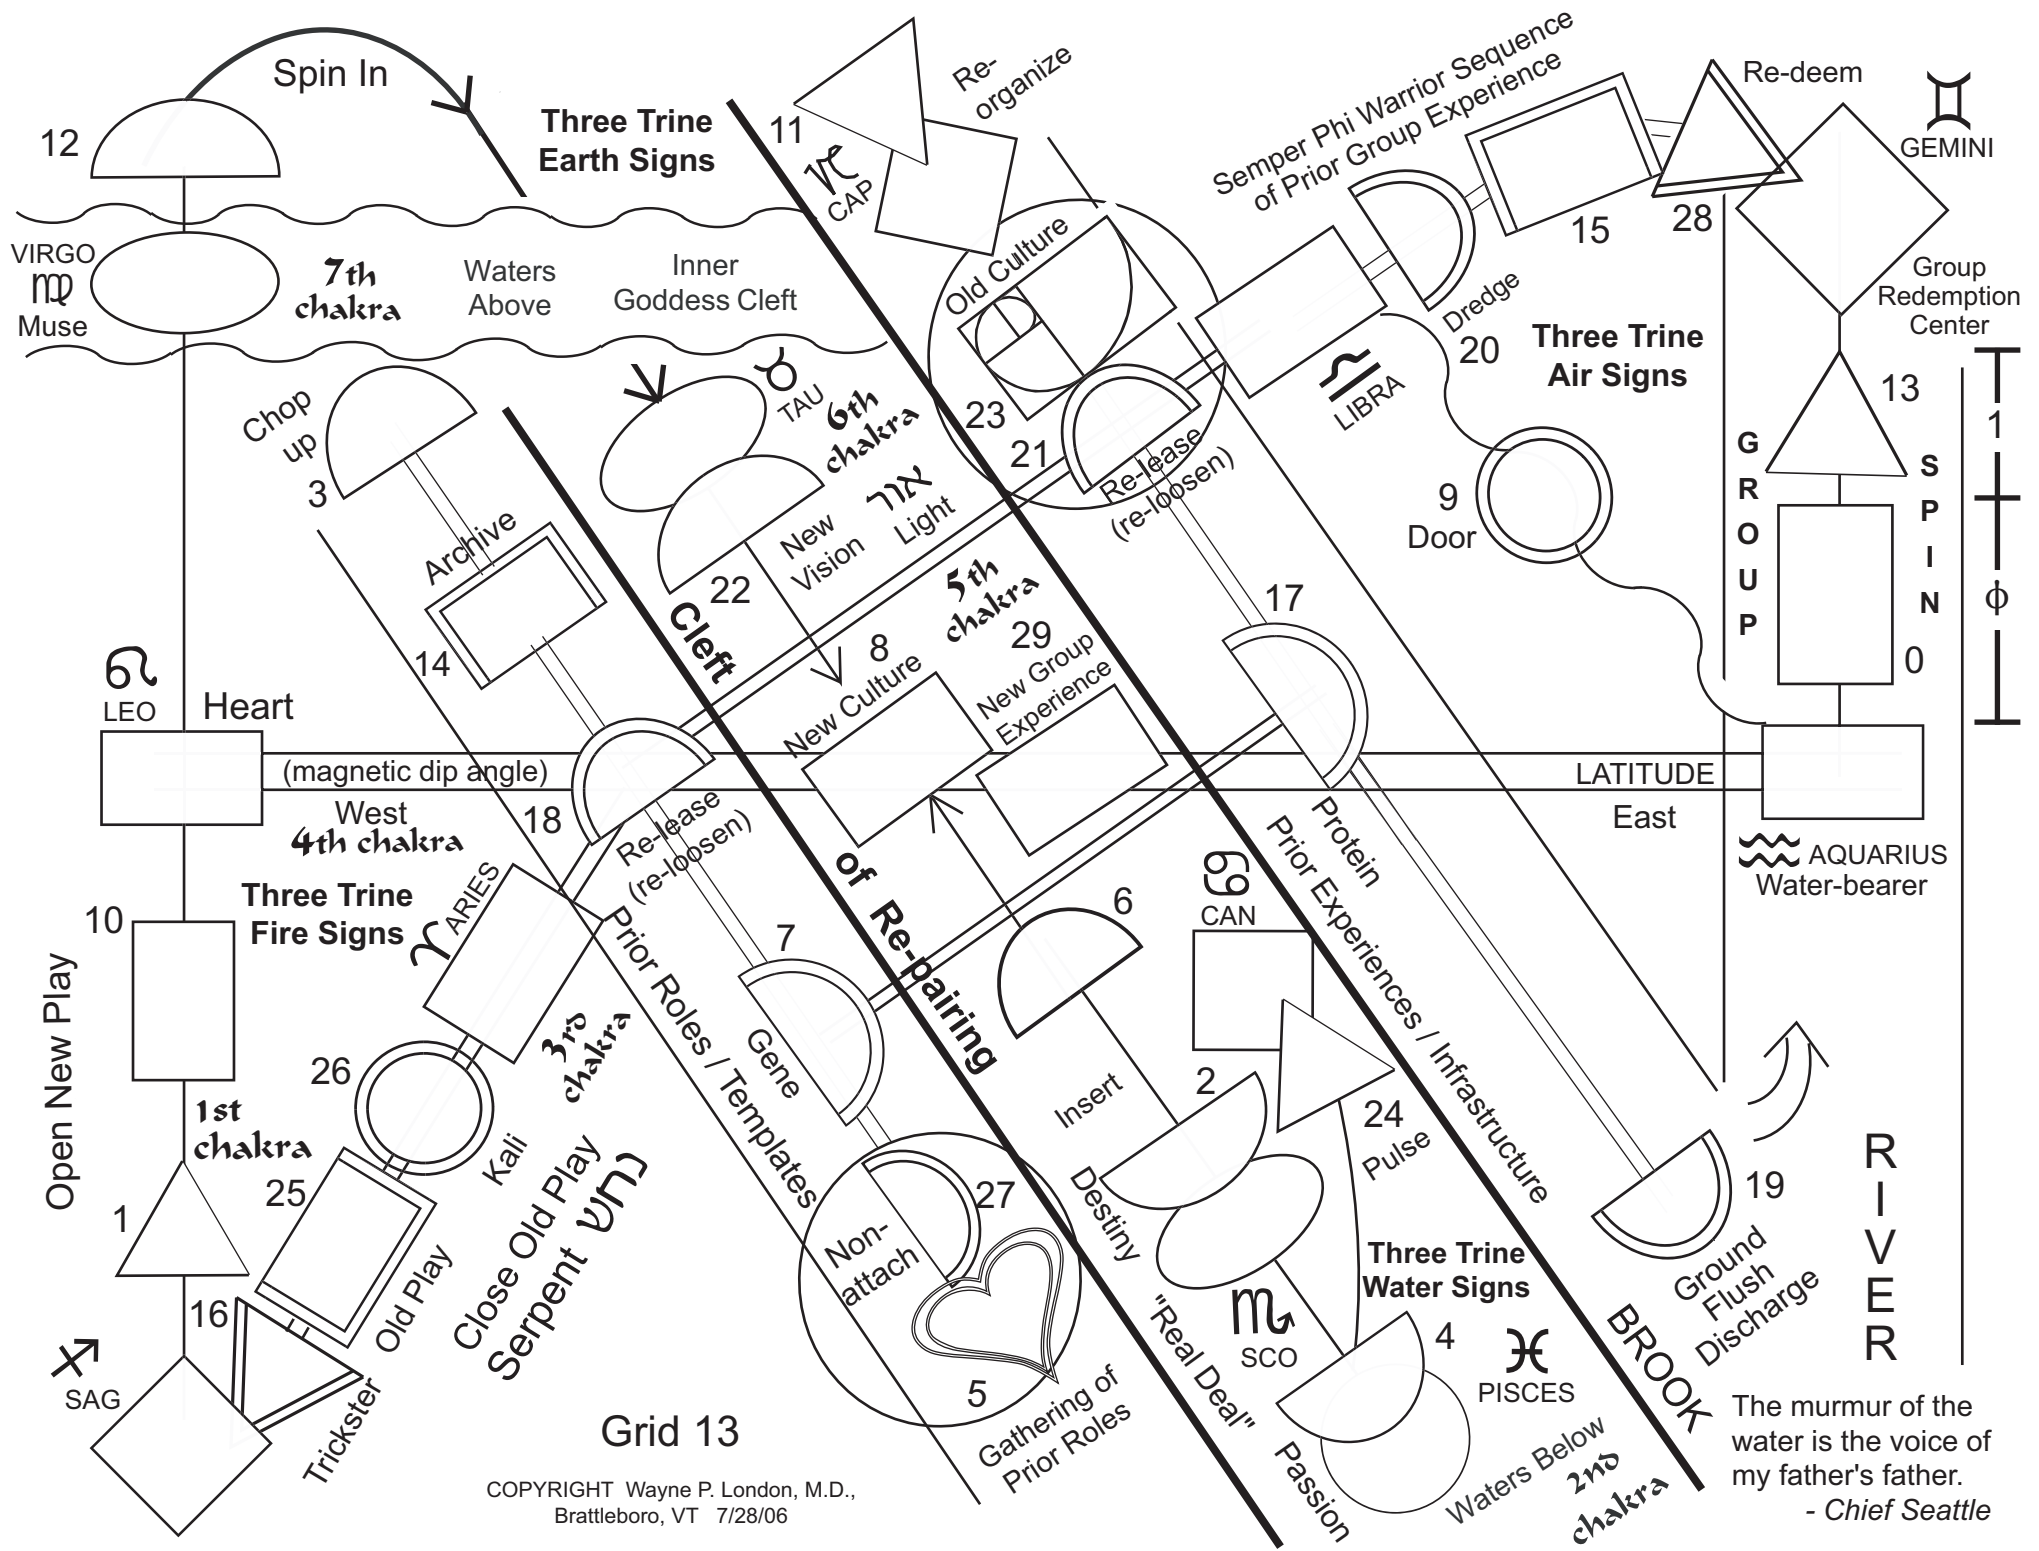 Spin In
12
Three Trine
Earth Signs
11
Re-
organize
♑
CAP
Semper Phi Warrior Sequence
of Prior Group Experience
Re-deem
♊
GEMINI
15
28
VIRGO
♍
Muse
7th
chakra
Waters
Above
Inner
Goddess Cleft
Old Culture
Dredge
20
Three Trine
Air Signs
Group
Redemption
Center
Chop
up
3
♉
TAU
6th
chakra
23
21
Re-lease
(re-loosen)
♎
LIBRA
13
1
GROUP
SPIN
ϕ
0
9
Door
Archive
14
22
New
Vision
אור
Light
Cleft
of Re-pairing
5th
chakra
8
New Culture
29
New Group
Experience
17
♌
LEO
Heart
(magnetic dip angle)
West
4th chakra
18
Re-lease
(re-loosen)
LATITUDE
East
♒
AQUARIUS
Water-bearer
Three Trine
Fire Signs
♈
ARIES
10
Open New Play
1st
chakra
1
26
Kali
3rd
chakra
25
Old Play
16
Trickster
♐
SAG
Close Old Play
Serpent נחש
Prior Roles / Templates
7
Gene
6
Insert
♋
CAN
Protein
Prior Experiences / Infrastructure
2
24
Pulse
Destiny
"Real Deal"
Passion
27
Non-
attach
5
Gathering of
Prior Roles
♏
SCO
Three Trine
Water Signs
4
♓
PISCES
Waters Below
2nd
chakra
19
Ground
Flush
Discharge
BROOK
RIVER
Grid 13
COPYRIGHT Wayne P. London, M.D.,
Brattleboro, VT 7/28/06
The murmur of the
water is the voice of
my father's father.
- Chief Seattle